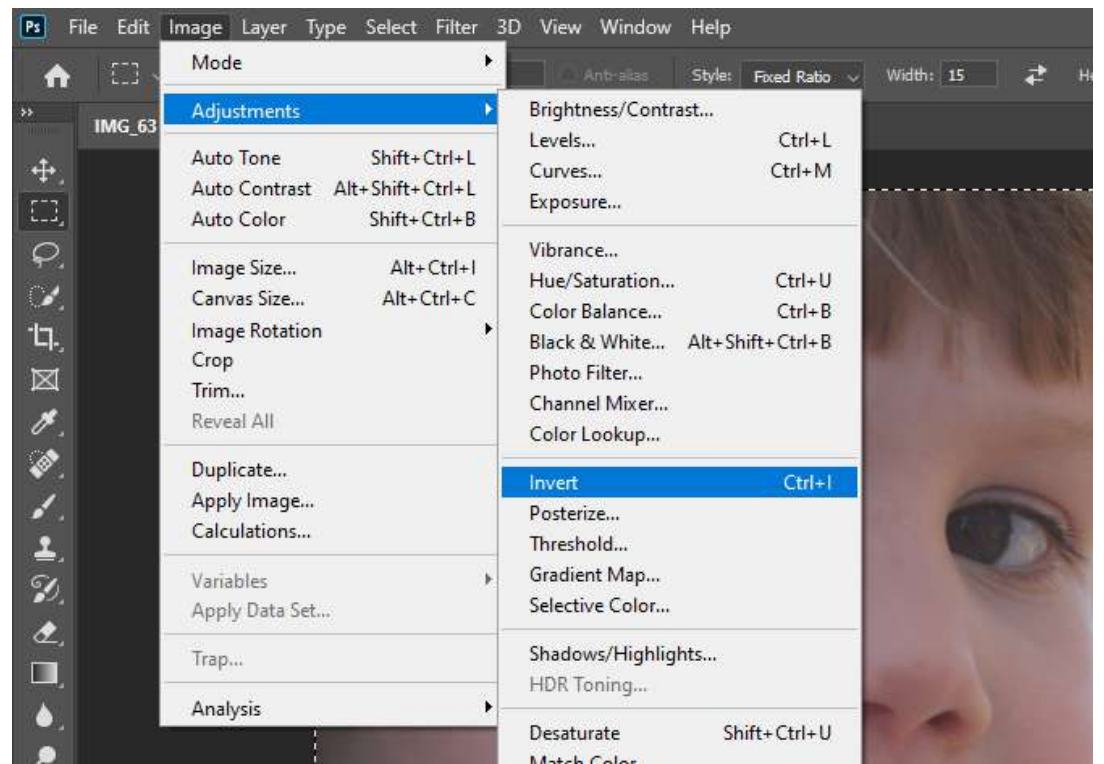 Ps File Edit Image Layer Type Select Filter 3D View Window Help
Anti-alias Style: Fixed Ratio Width: 15 He
IMG_63
Mode
Adjustments
Auto Tone Shift+Ctrl+L
Auto Contrast Alt+Shift+Ctrl+L
Auto Color Shift+Ctrl+B
Image Size... Alt+Ctrl+I
Canvas Size... Alt+Ctrl+C
Image Rotation
Crop
Trim...
Reveal All
Duplicate...
Apply Image...
Calculations...
Variables
Apply Data Set...
Trap...
Analysis
Brightness/Contrast...
Levels... Ctrl+L
Curves... Ctrl+M
Exposure...
Vibrance...
Hue/Saturation... Ctrl+U
Color Balance... Ctrl+B
Black & White... Alt+Shift+Ctrl+B
Photo Filter...
Channel Mixer...
Color Lookup...
Invert Ctrl+I
Posterize...
Threshold...
Gradient Map...
Selective Color...
Shadows/Highlights...
HDR Toning...
Desaturate Shift+Ctrl+U
Match Color...